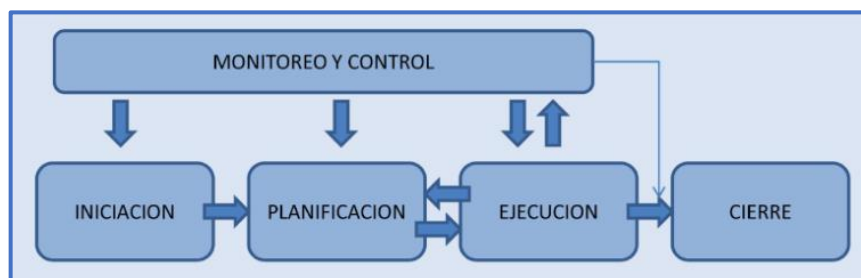 MONITOREO Y CONTROL
INICIACION
PLANIFICACION
EJECUCION
CIERRE